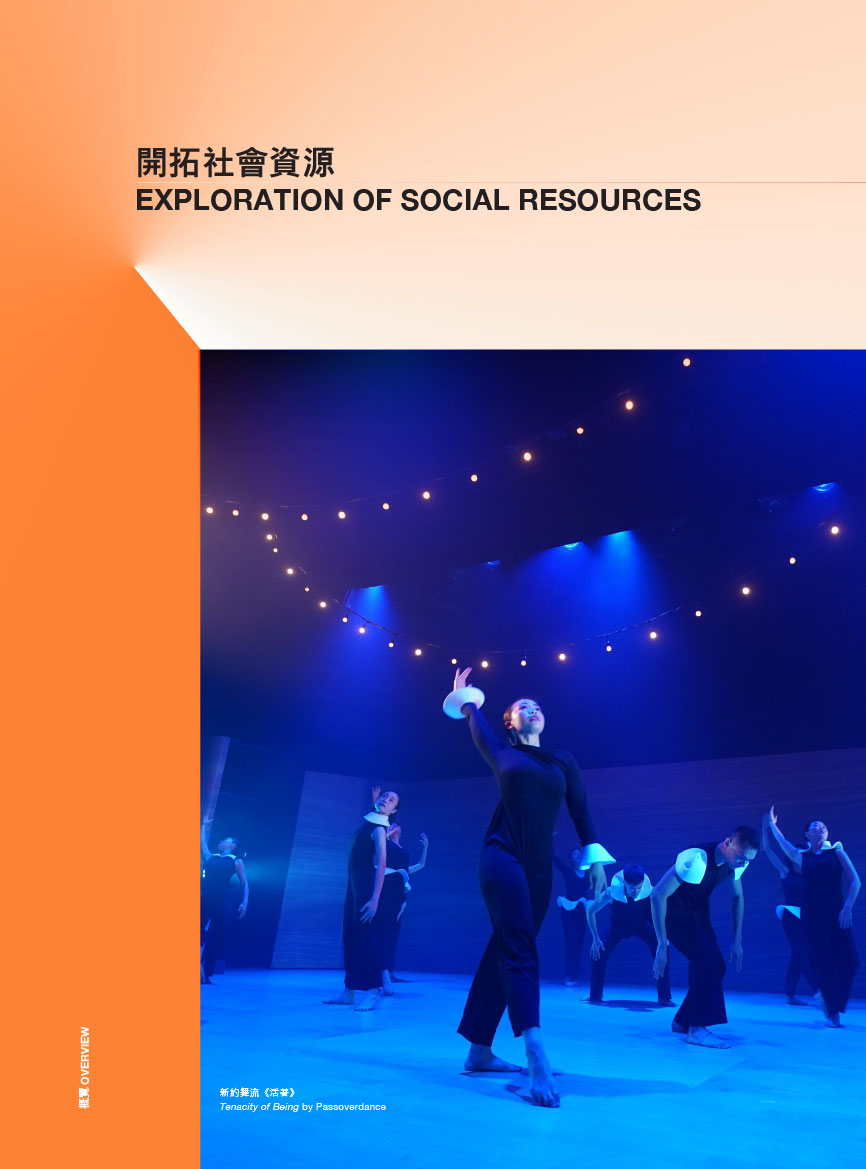 開拓社會資源
EXPLORATION OF SOCIAL RESOURCES
新約舞流《活著》
Tenacity of Being by Passoverdance
概覽 OVERVIEW